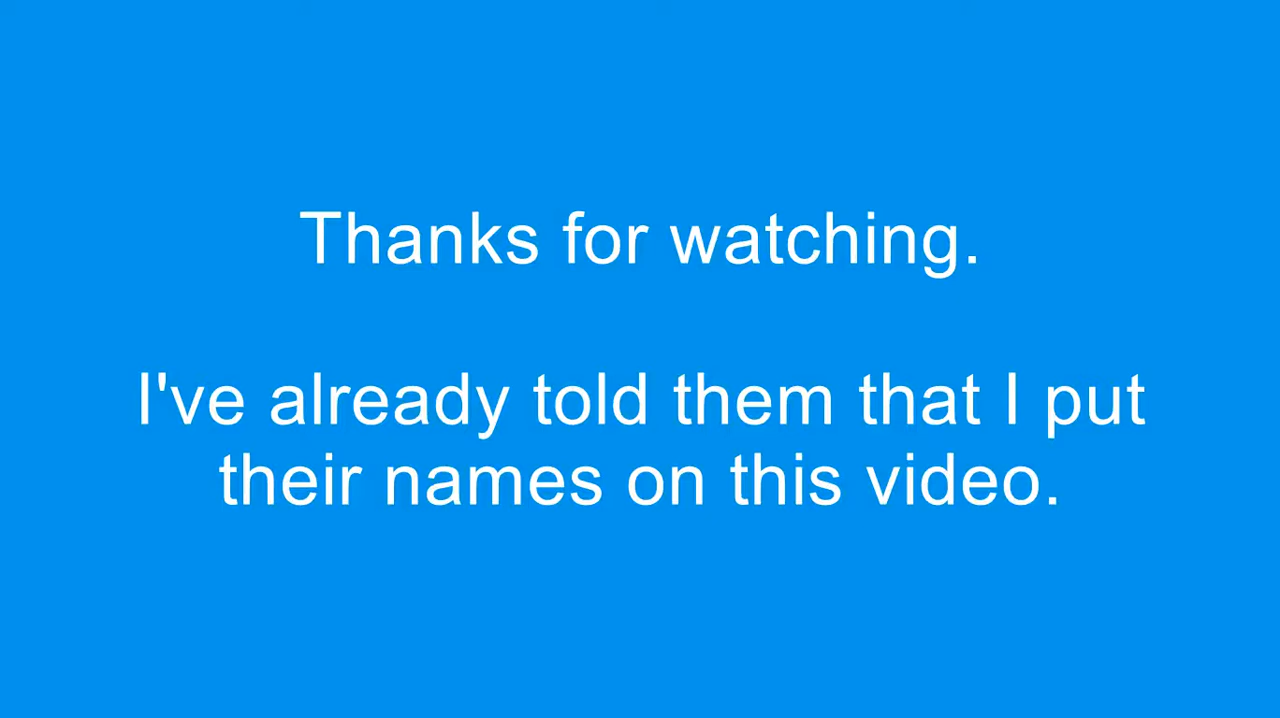 Thanks for watching.
I've already told them that I put
their names on this video.